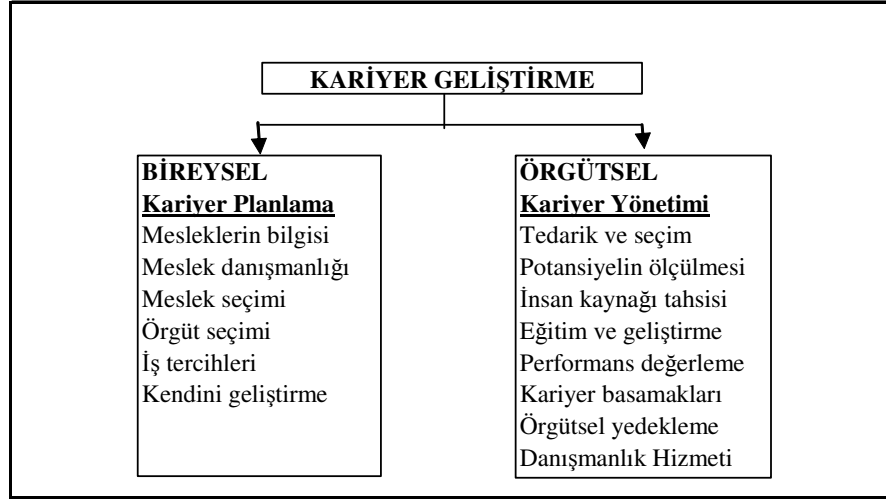 KARİYER GELİŞTİRME
BİREYSEL
Kariyer Planlama
Mesleklerin bilgisi
Meslek danışmanlığı
Meslek seçimi
Örgüt seçimi
İş tercihleri
Kendini geliştirme
ÖRGÜTSEL
Kariyer Yönetimi
Tedarik ve seçim
Potansiyelin ölçülmesi
İnsan kaynağı tahsisi
Eğitim ve geliştirme
Performans değerleme
Kariyer basamakları
Örgütsel yedekleme
Danışmanlık Hizmeti